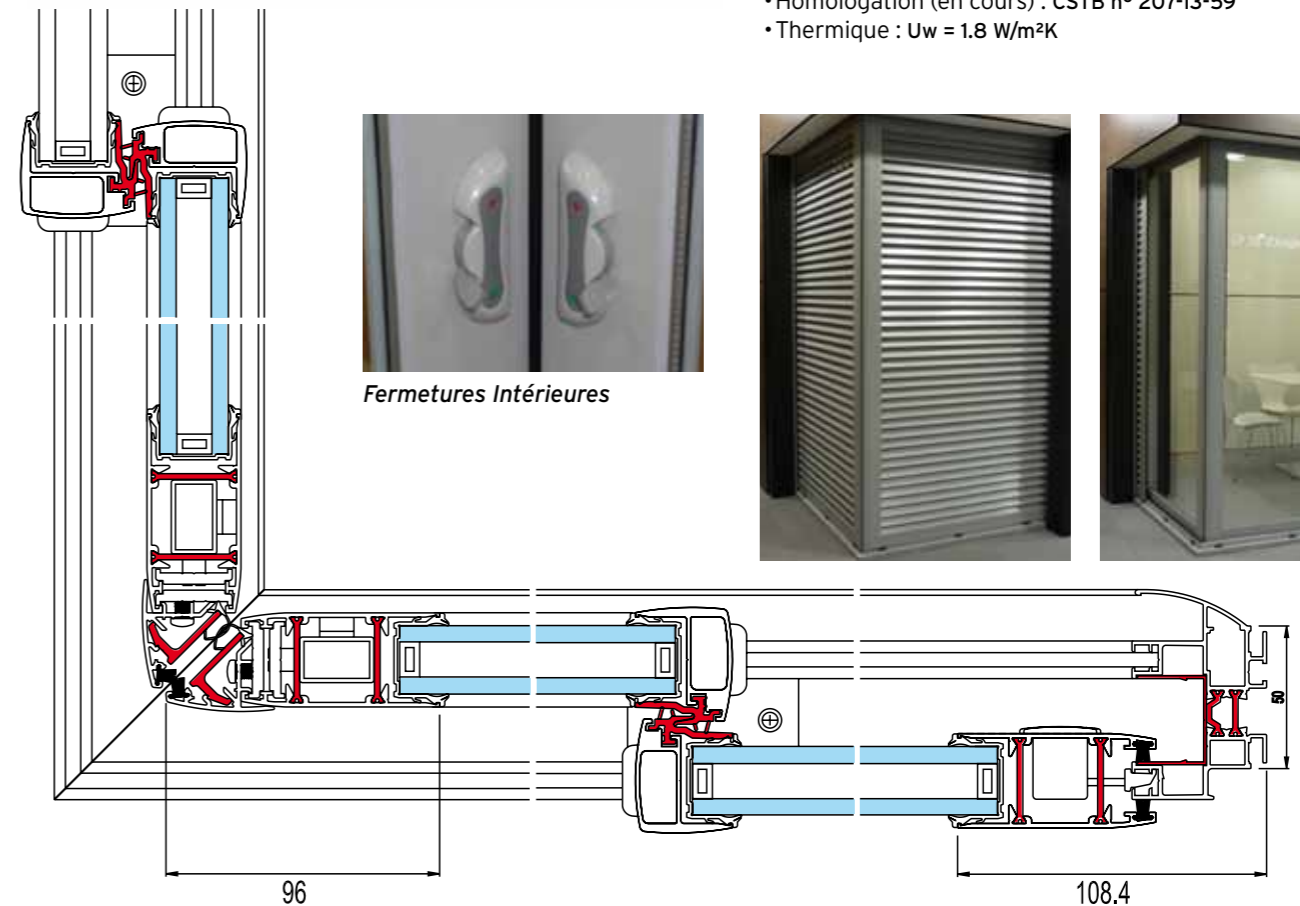 •Homologation (en cours) : CSTB n° 207-13-59
•Thermique : Uw = 1.8 W/m²K
Fermetures Intérieures
50
96
108.4